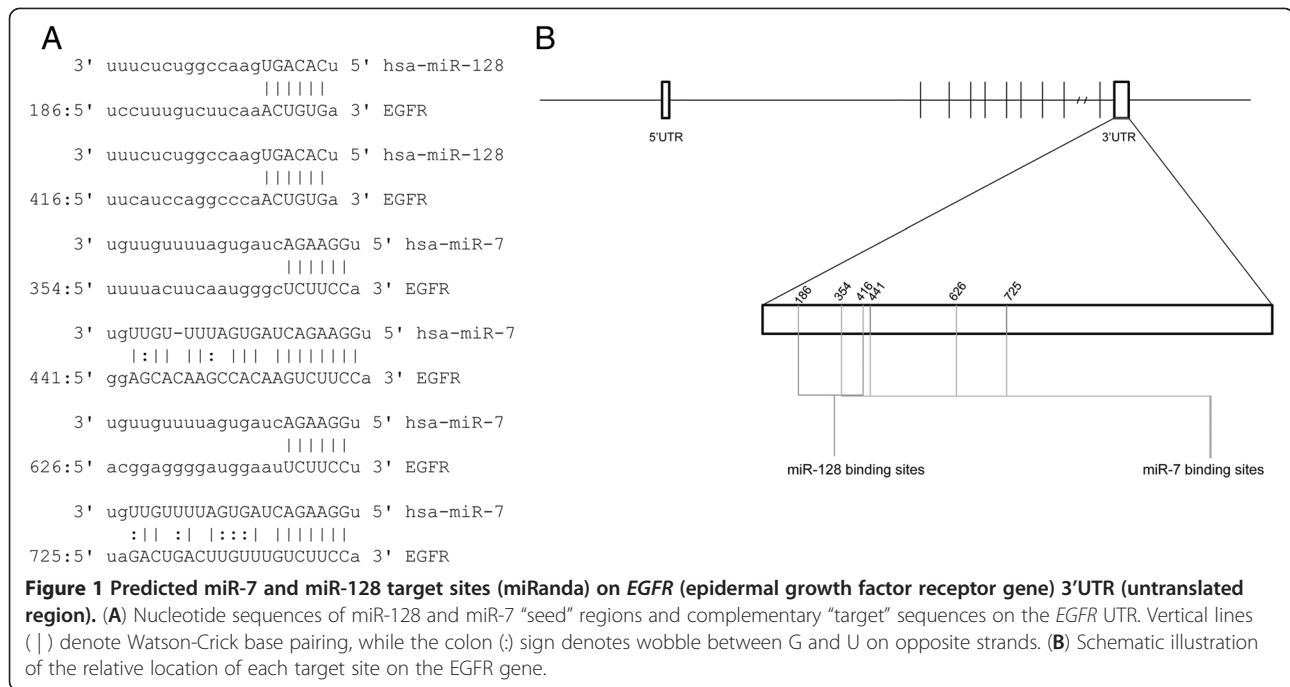 A
3' uuucucuggccaagUGACACu 5' hsa-miR-128
||||||
186:5' uccuuugucuucaaACUGUGa 3' EGFR
3' uuucucuggccaagUGACACu 5' hsa-miR-128
||||||
416:5' uucauccaggcccaACUGUGa 3' EGFR
3' uguuguuuuagugaucAGAAGGu 5' hsa-miR-7
||||||
354:5' uuuuacuucaaugggcUCUUCCa 3' EGFR
3' ugUUGU-UUUAGUGAUCAGAAGGu 5' hsa-miR-7
|:|| ||: ||| ||||||||
441:5' ggAGCACAAGCCACAAGUCUUCCa 3' EGFR
3' uguuguuuuagugaucAGAAGGu 5' hsa-miR-7
||||||
626:5' acggaggggauggaauUCUUCCu 3' EGFR
3' ugUUGUUUUAGUGAUCAGAAGGu 5' hsa-miR-7
:|| :| |:::| |||||||
725:5' uaGACUGACUUGUUUGUCUUCCa 3' EGFR
B
5'UTR
3'UTR
186
354
416
441
626
725
miR-128 binding sites
miR-7 binding sites
Figure 1 Predicted miR-7 and miR-128 target sites (miRanda) on EGFR (epidermal growth factor receptor gene) 3'UTR (untranslated
region). (A) Nucleotide sequences of miR-128 and miR-7 “seed” regions and complementary “target” sequences on the EGFR UTR. Vertical lines
(|) denote Watson-Crick base pairing, while the colon (:) sign denotes wobble between G and U on opposite strands. (B) Schematic illustration
of the relative location of each target site on the EGFR gene.